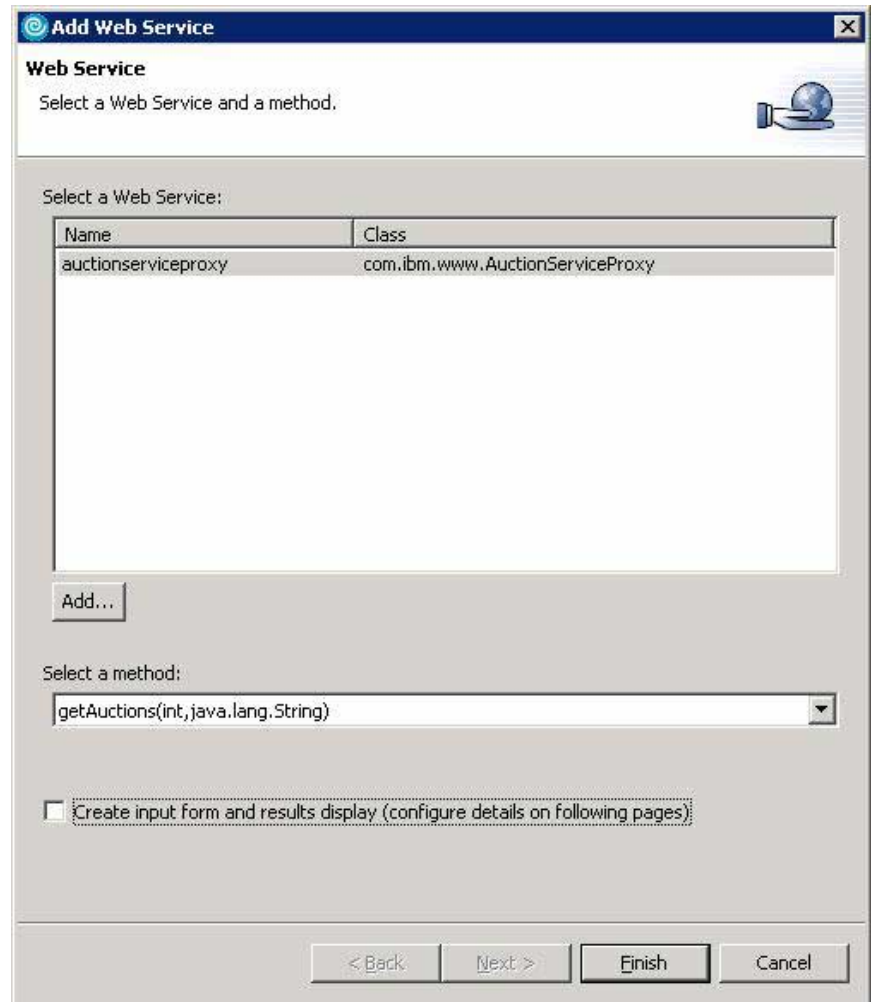 Add Web Service
Web Service
Select a Web Service and a method.
Select a Web Service:
Name Class
auctionserviceproxy com.ibm.www.AuctionServiceProxy
Add...
Select a method:
getAuctions(int,java.lang.String)
Create input form and results display (configure details on following pages)
< Back Next > Finish Cancel